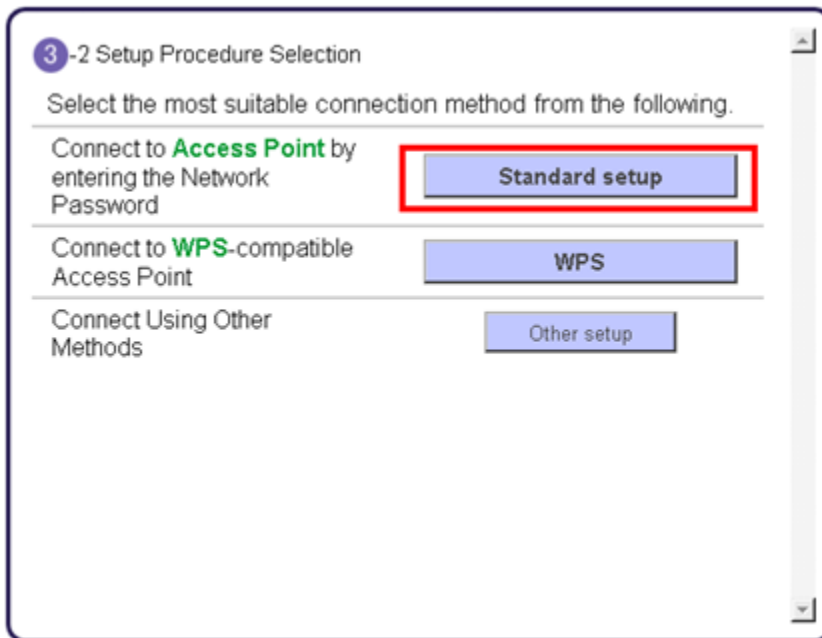 3-2 Setup Procedure Selection
Select the most suitable connection method from the following.
Connect to Access Point by
entering the Network
Password
Standard setup
Connect to WPS-compatible
Access Point
WPS
Connect Using Other
Methods
Other setup